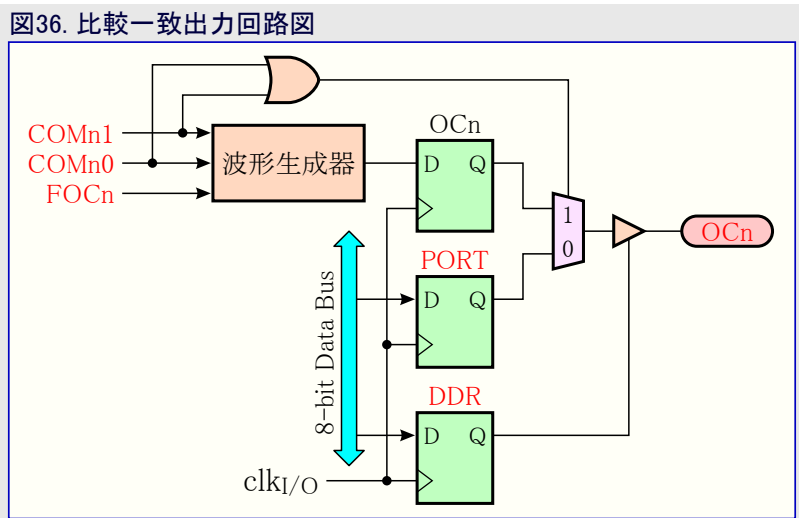 図36. 比較一致出力回路図
COMn1
COMn0
FOCn
波形生成器
OCn
D Q
1
0
OCn
PORT
D Q
8-bit Data Bus
DDR
D Q
clkI/O